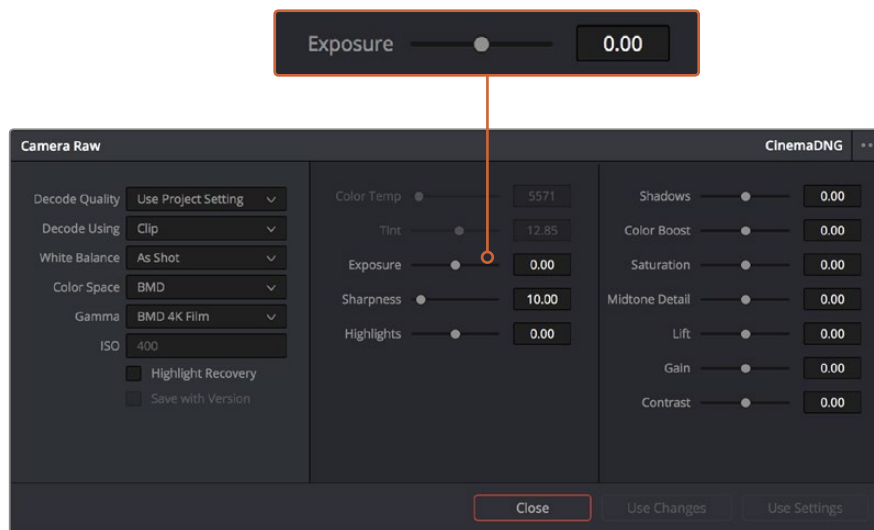 Exposure 0.00
Camera Raw CinemaDNG
Decode Quality Use Project Setting
Decode Using Clip
White Balance As Shot
Color Space BMD
Gamma BMD 4K Film
ISO 400
Highlight Recovery
Save with Version
Color Temp 5571
Tint 12.85
Exposure 0.00
Sharpness 10.00
Highlights 0.00
Shadows 0.00
Color Boost 0.00
Saturation 0.00
Midtone Detail 0.00
Lift 0.00
Gain 0.00
Contrast 0.00
Close Use Changes Use Settings